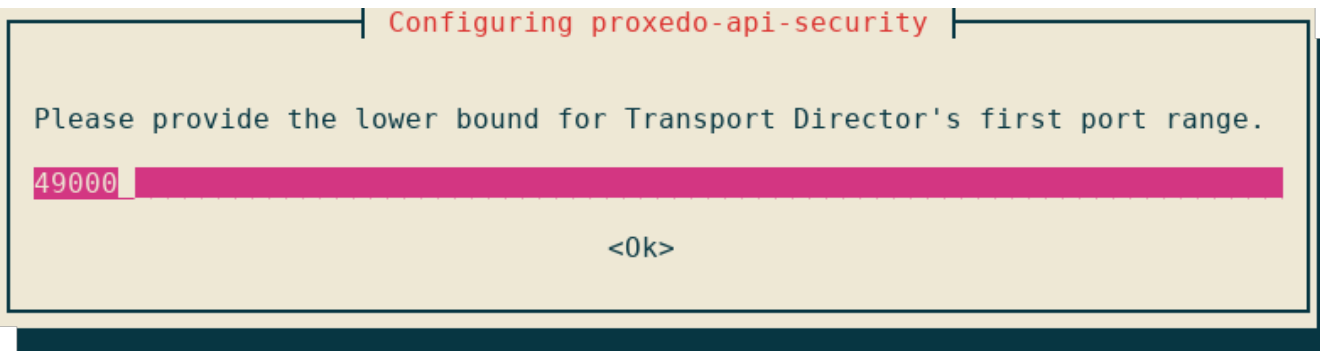 Configuring proxedo-api-security
Please provide the lower bound for Transport Director's first port range.
49000
<Ok>